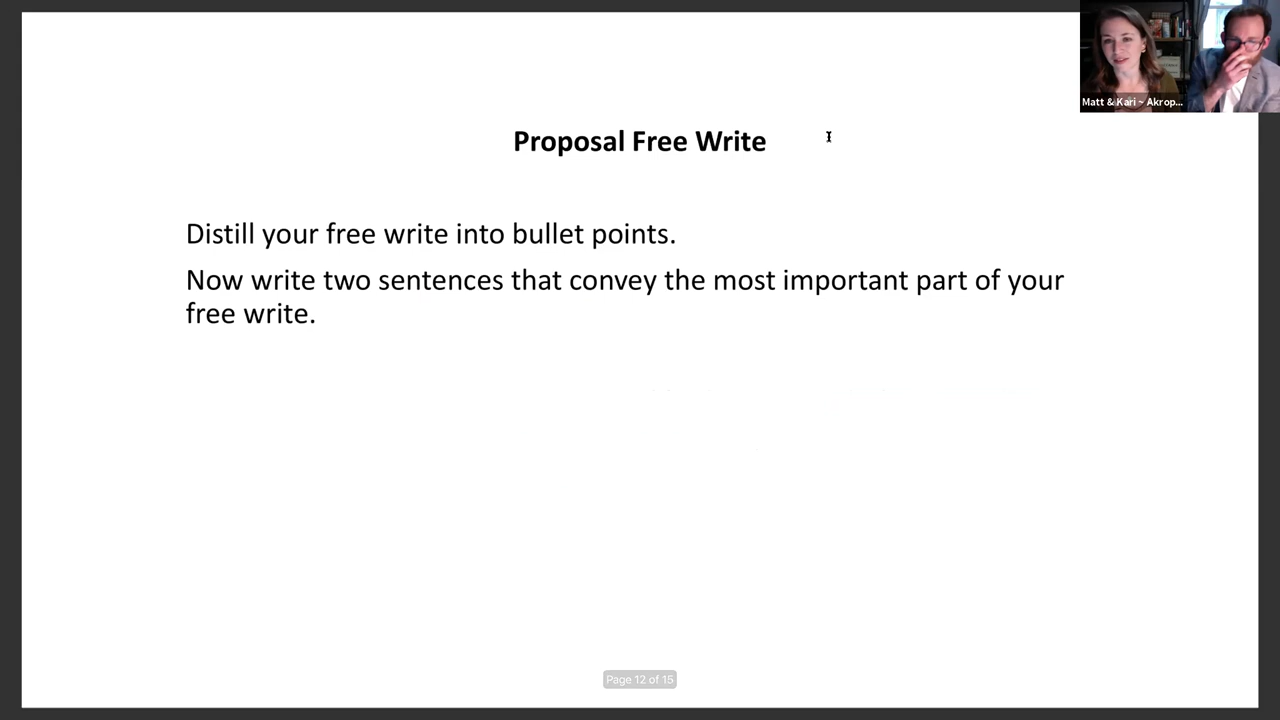 Matt & Kari ~ Akrop...
Proposal Free Write
Distill your free write into bullet points.
Now write two sentences that convey the most important part of your
free write.
Page 12 of 15